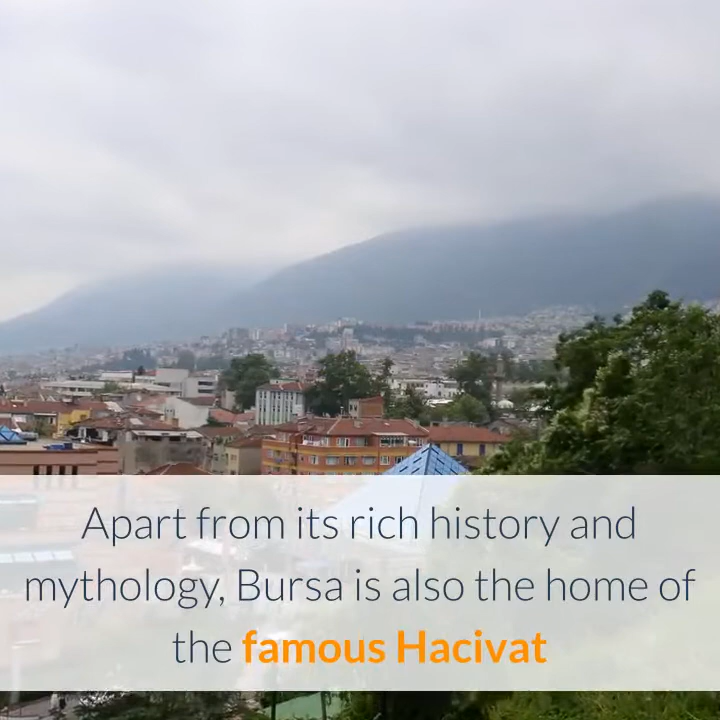 Apart from its rich history and
mythology, Bursa is also the home of
the famous Hacivat